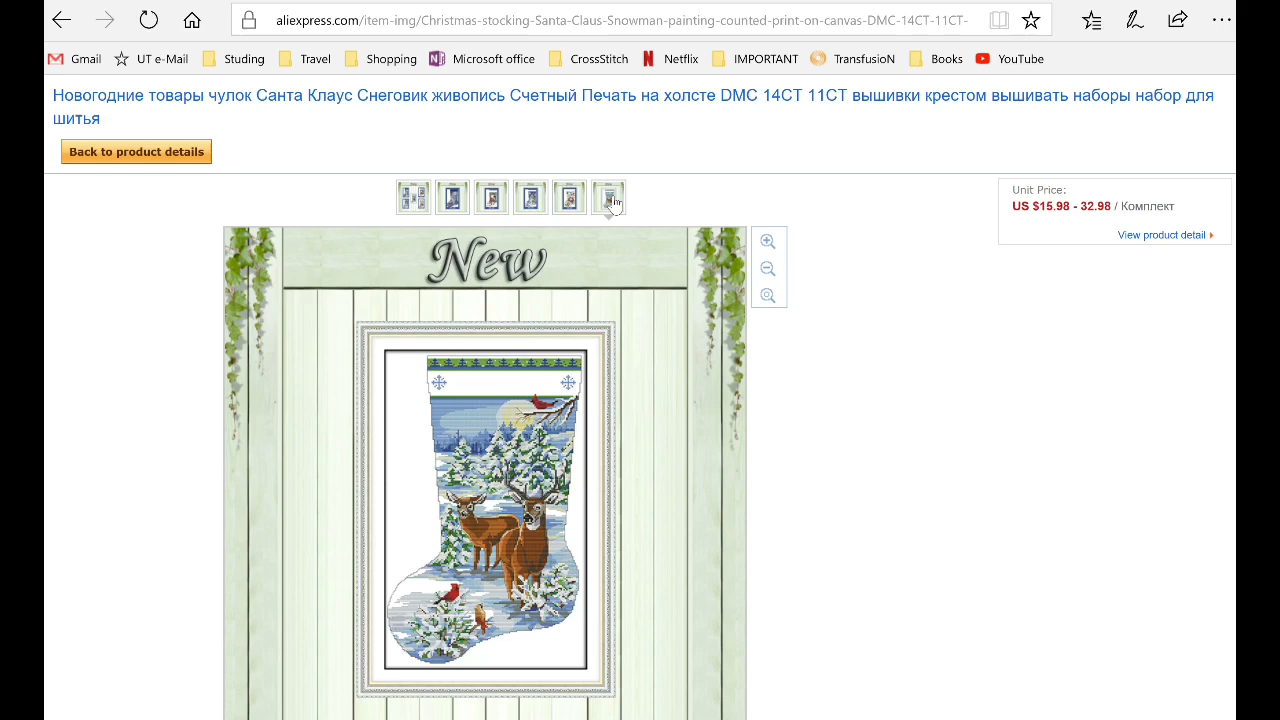 aliexpress.com/item-img/Christmas-stocking-Santa-Claus-Snowman-painting-counted-print-on-canvas-DMC-14CT-11CT-
Gmail UT e-Mail Studing Travel Shopping Microsoft office CrossStitch Netflix IMPORTANT TransfusioN Books YouTube
Новогодние товары чулок Санта Клаус Снеговик живопись Счетный Печать на холсте DMC 14CT 11CT вышивки крестом вышивать наборы набор для
шитья
Back to product details
Unit Price:
US $15.98 - 32.98 / Комплект
View product detail
New